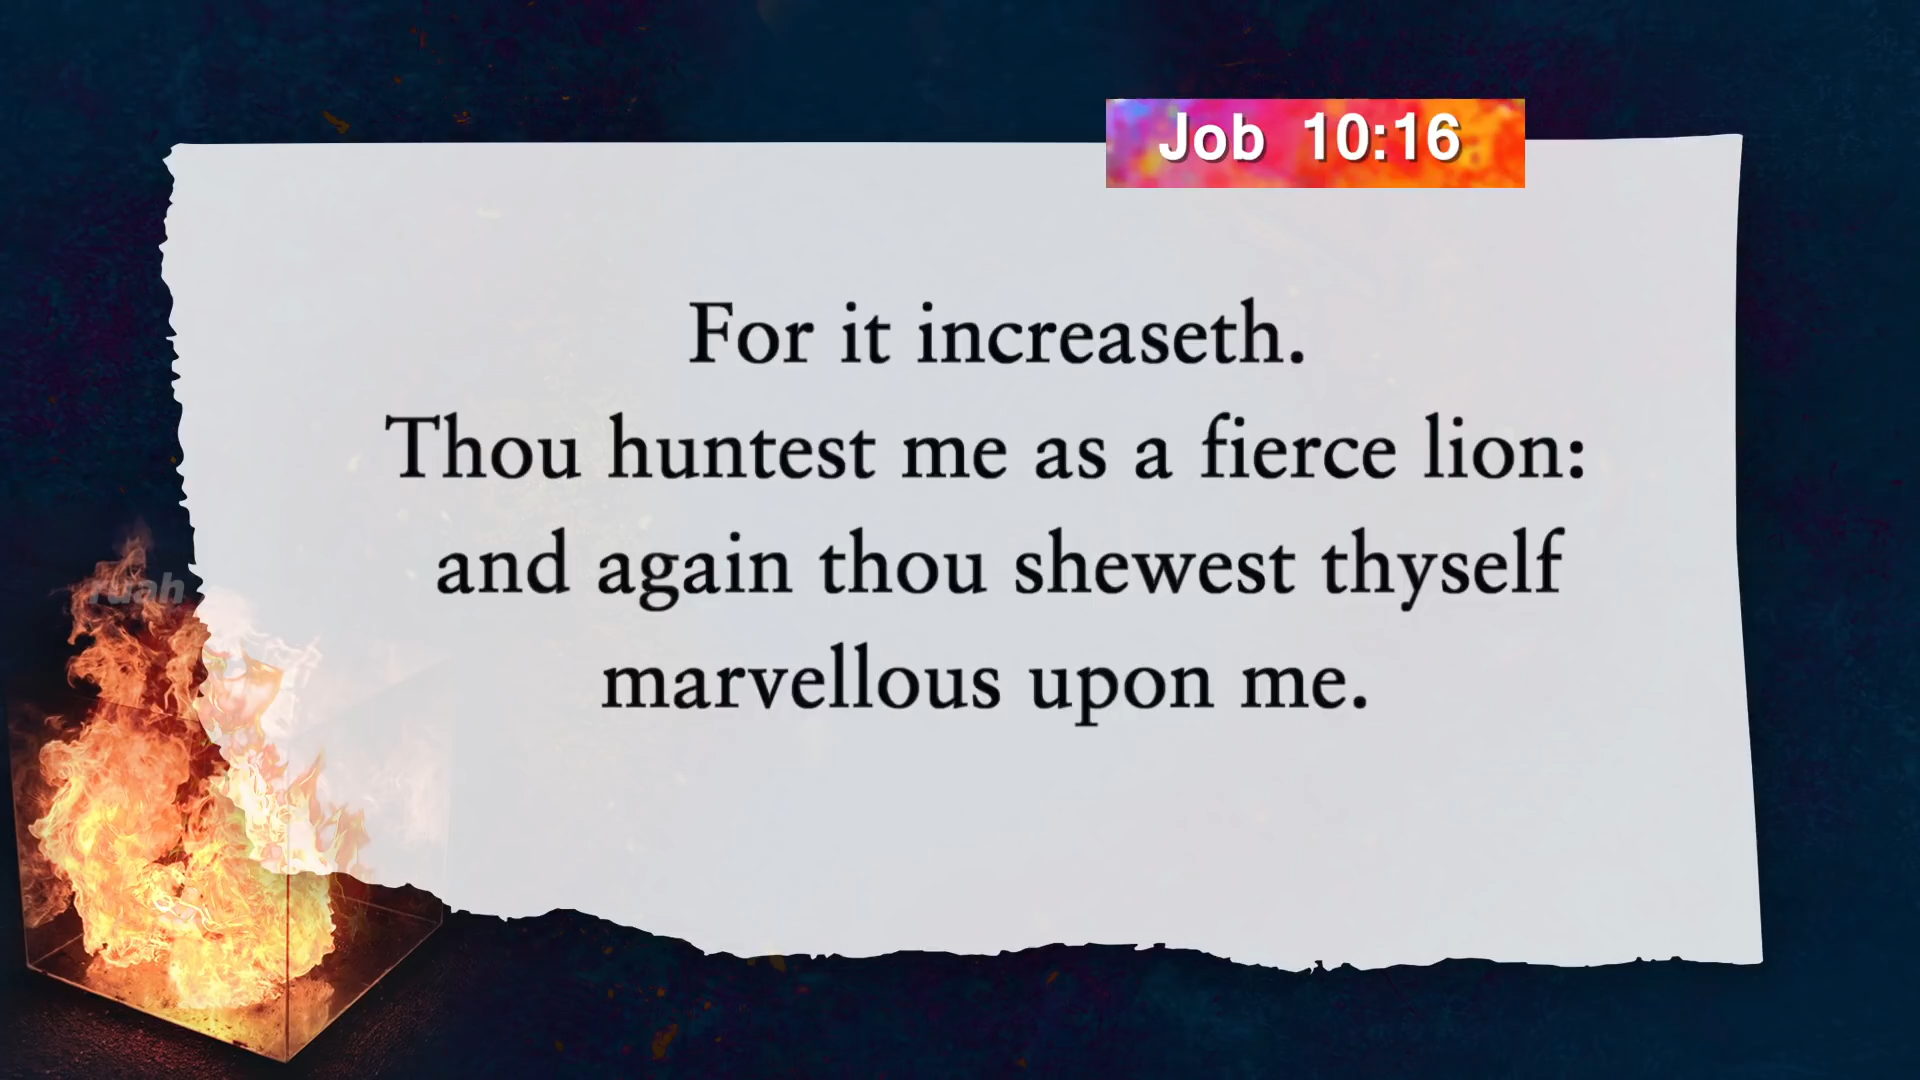 Job 10:16
For it increaseth.
Thou huntest me as a fierce lion:
and again thou shewest thyself
marvellous upon me.
ruah